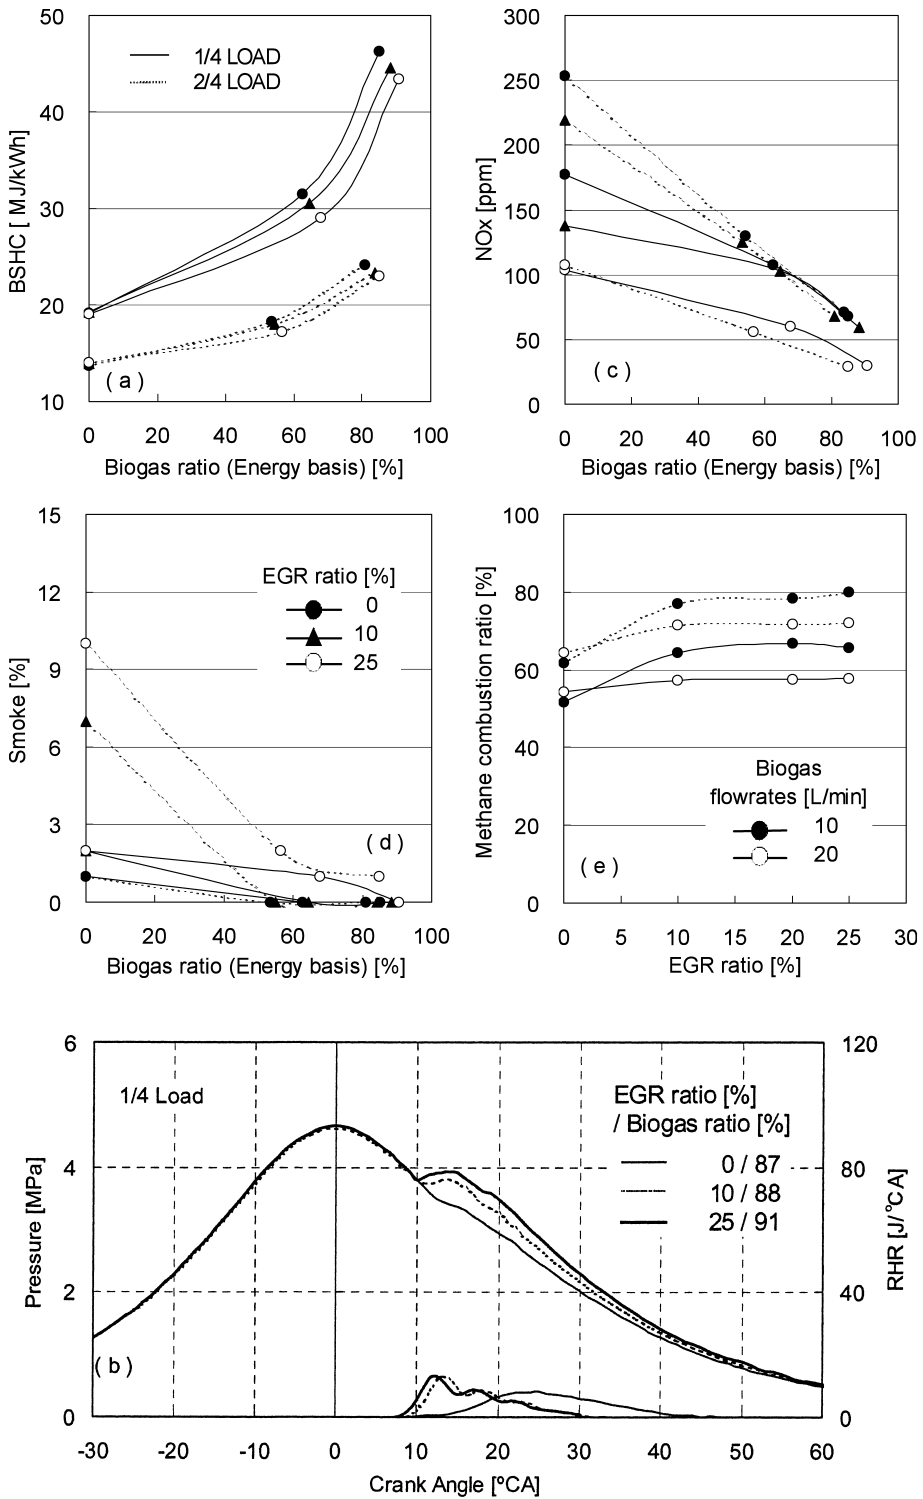 50
40
30
20
10
BSHC [ MJ/kWh]
1/4 LOAD
2/4 LOAD
( a )
0 20 40 60 80 100
Biogas ratio (Energy basis) [%]
300
250
200
150
100
50
0
NOx [ppm]
( c )
0 20 40 60 80 100
Biogas ratio (Energy basis) [%]
15
12
9
6
3
0
Smoke [%]
EGR ratio [%]
0
10
25
( d )
0 20 40 60 80 100
Biogas ratio (Energy basis) [%]
100
80
60
40
20
0
Methane combustion ratio [%]
Biogas
flowrates [L/min]
10
20
( e )
0 5 10 15 20 25 30
EGR ratio [%]
6
4
2
0
Pressure [MPa]
1/4 Load
EGR ratio [%]
/ Biogas ratio [%]
0 / 87
10 / 88
25 / 91
( b )
120
80
40
0
RHR [J/°CA]
-30 -20 -10 0 10 20 30 40 50 60
Crank Angle [ºCA]